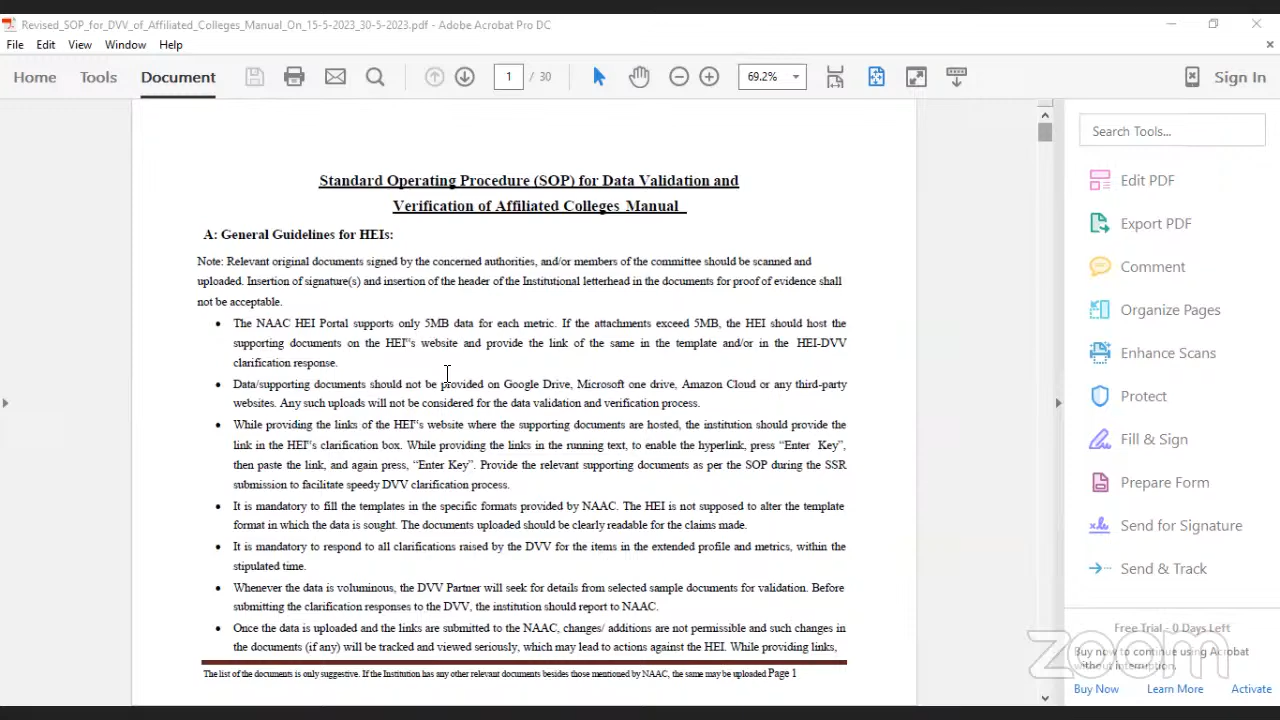 Revised_SOP_for_DVV_of_Affiliated_Colleges_Manual_On_15-5-2023_30-5-2023.pdf - Adobe Acrobat Pro DC
File Edit View Window Help
Home Tools Document 1 / 30 69.2% Sign In
Standard Operating Procedure (SOP) for Data Validation and
Verification of Affiliated Colleges Manual
A: General Guidelines for HEIs:
Note: Relevant original documents signed by the concerned authorities, and/or members of the committee should be scanned and
uploaded. Insertion of signature(s) and insertion of the header of the Institutional letterhead in the documents for proof of evidence shall
not be acceptable.
• The NAAC HEI Portal supports only 5MB data for each metric. If the attachments exceed 5MB, the HEI should host the
supporting documents on the HEI"s website and provide the link of the same in the template and/or in the HEI-DVV
clarification response.
• Data/supporting documents should not be provided on Google Drive, Microsoft one drive, Amazon Cloud or any third-party
websites. Any such uploads will not be considered for the data validation and verification process.
• While providing the links of the HEI"s website where the supporting documents are hosted, the institution should provide the
link in the HEI"s clarification box. While providing the links in the running text, to enable the hyperlink, press “Enter Key”,
then paste the link, and again press, “Enter Key”. Provide the relevant supporting documents as per the SOP during the SSR
submission to facilitate speedy DVV clarification process.
• It is mandatory to fill the templates in the specific formats provided by NAAC. The HEI is not supposed to alter the template
format in which the data is sought. The documents uploaded should be clearly readable for the claims made.
• It is mandatory to respond to all clarifications raised by the DVV for the items in the extended profile and metrics, within the
stipulated time.
• Whenever the data is voluminous, the DVV Partner will seek for details from selected sample documents for validation. Before
submitting the clarification responses to the DVV, the institution should report to NAAC.
• Once the data is uploaded and the links are submitted to the NAAC, changes/ additions are not permissible and such changes in
the documents (if any) will be tracked and viewed seriously, which may lead to actions against the HEI. While providing links,
The list of the documents is only suggestive. If the Institution has any other relevant documents besides those mentioned by NAAC, the same may be uploaded Page 1
Search Tools...
Edit PDF
Export PDF
Comment
Organize Pages
Enhance Scans
Protect
Fill & Sign
Prepare Form
Send for Signature
Send & Track
Free Trial - 0 Days Left
Buy now to continue using Acrobat
without interruption.
Buy Now Learn More Activate
zoom